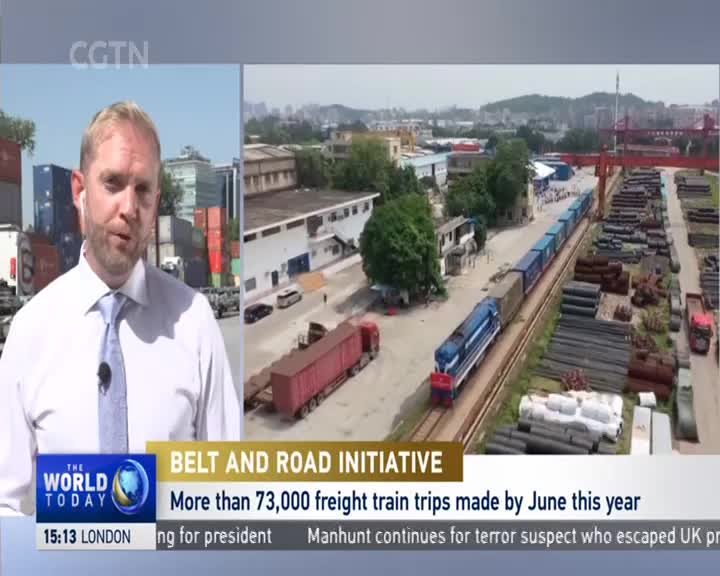 CGTN
BELT AND ROAD INITIATIVE
THE WORLD TODAY
More than 73,000 freight train trips made by June this year
15:13 LONDON
ng for president Manhunt continues for terror suspect who escaped UK pr